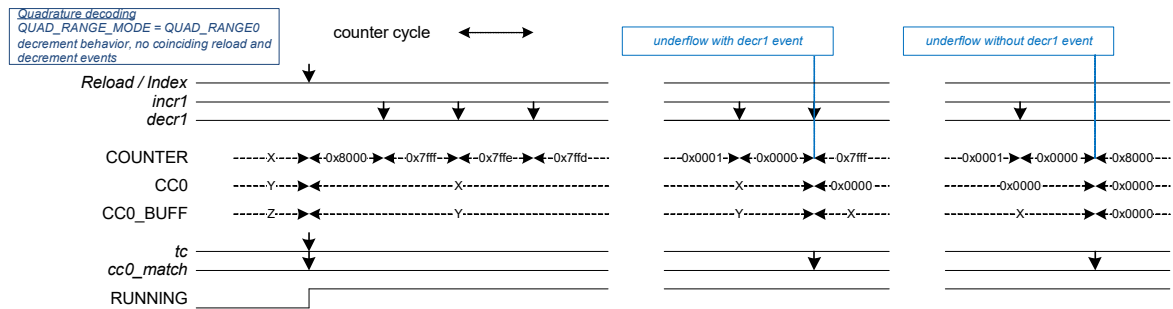 Quadrature decoding
QUAD_RANGE_MODE = QUAD_RANGE0
decrement behavior, no coinciding reload and
decrement events
counter cycle
underflow with decr1 event
underflow without decr1 event
Reload / Index
incr1
decr1
COUNTER X 0x8000 0x7fff 0x7ffe 0x7ffd 0x0001 0x0000 0x7fff 0x0001 0x0000 0x8000
CC0 Y X X 0x0000 0x0000 0x0000
CC0_BUFF Z Y Y X X 0x0000
tc
cc0_match
RUNNING